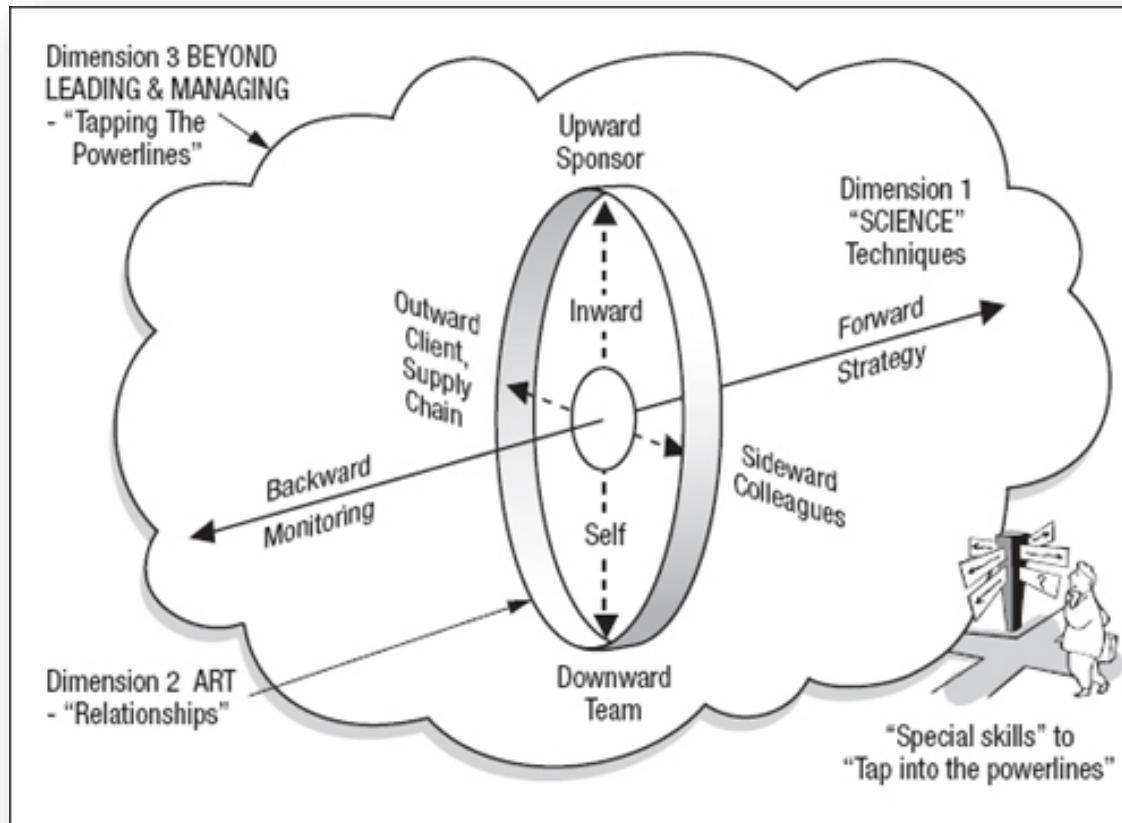 Dimension 3 BEYOND
LEADING & MANAGING
- “Tapping The
Powerlines”
Upward
Sponsor
Dimension 1
“SCIENCE”
Techniques
Outward
Client,
Supply
Chain
Inward
Forward
Strategy
Backward
Monitoring
Sideward
Colleagues
Self
?
Dimension 2 ART
- “Relationships”
Downward
Team
“Special skills” to
“Tap into the powerlines”